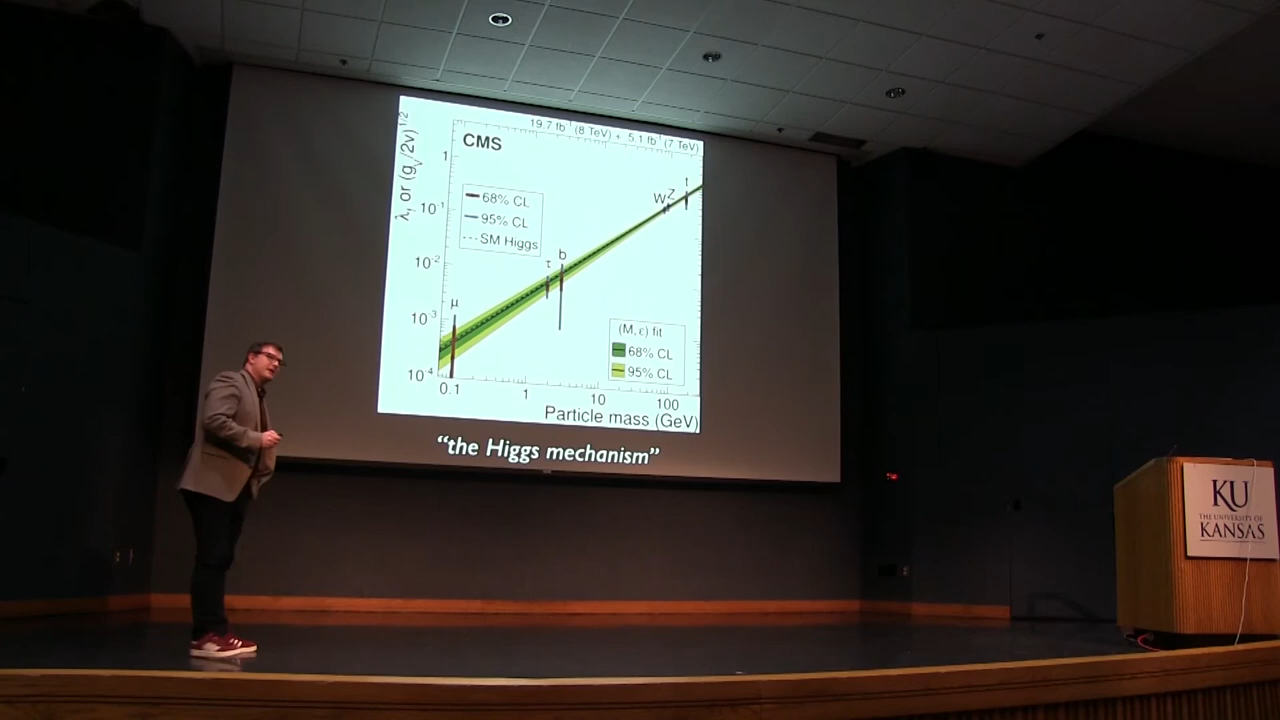 19.7 fb⁻¹ (8 TeV) + 5.1 fb⁻¹ (7 TeV)
CMS
λf or (gV/2v)^1/2
1
10⁻¹
10⁻²
10⁻³
10⁻⁴
68% CL
95% CL
SM Higgs
μ
τ
b
W
Z
t
(M, ε) fit
68% CL
95% CL
0.1
1
10
100
Particle mass (GeV)
“the Higgs mechanism”
KU
THE UNIVERSITY OF
KANSAS